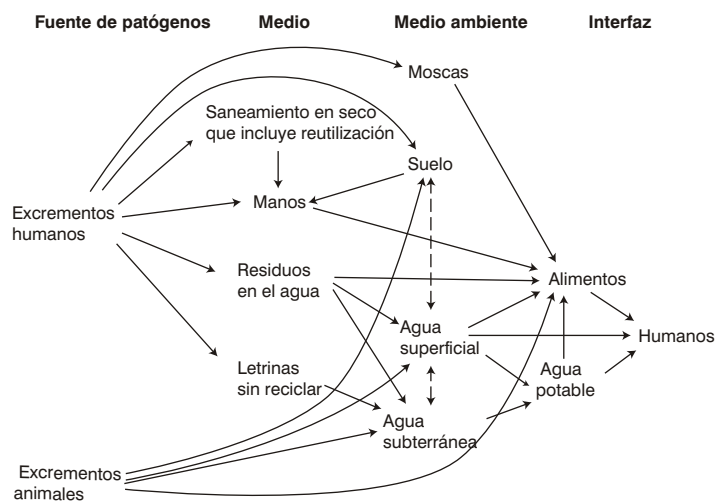 Fuente de patógenos
Medio
Medio ambiente
Interfaz
Moscas
Saneamiento en seco
que incluye reutilización
Suelo
Manos
Excrementos
humanos
Residuos
en el agua
Alimentos
Agua
superficial
Humanos
Letrinas
sin reciclar
Agua
potable
Agua
subterránea
Excrementos
animales